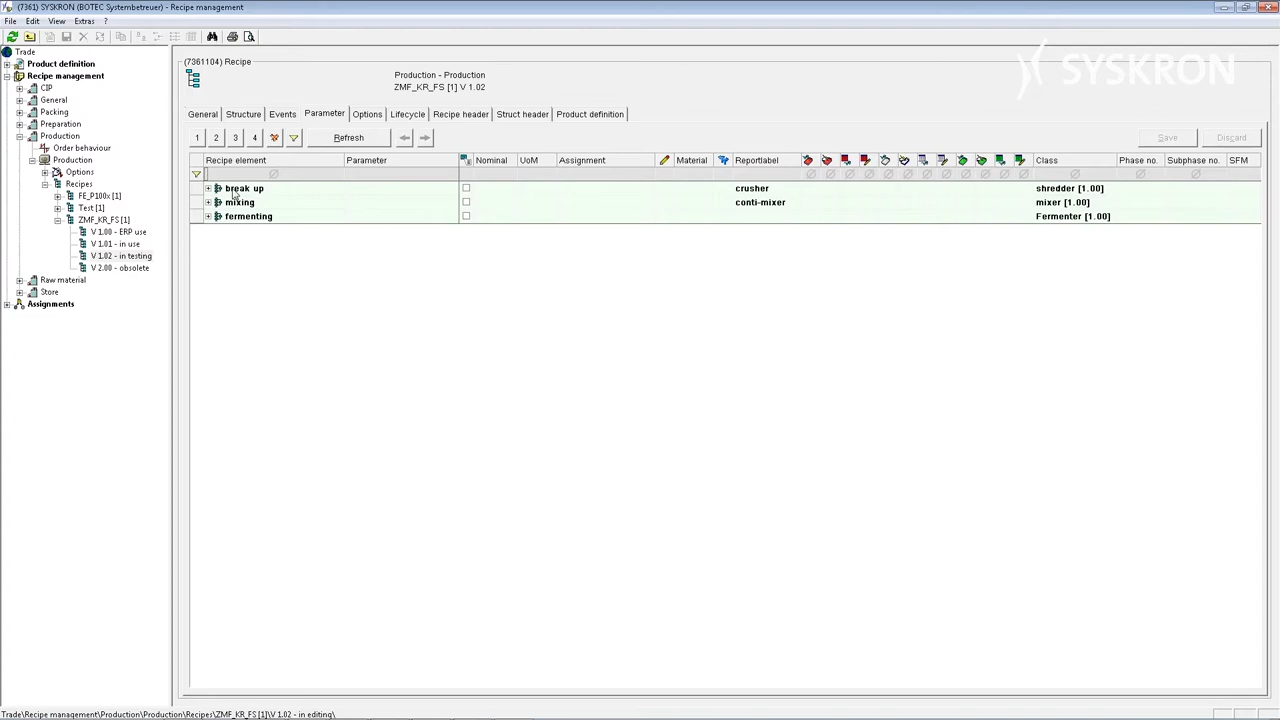 (7361) SYSKRON (BOTEC Systembetreuer) - Recipe management
File Edit View Extras ?
SYSKRON
Trade
Product definition
Recipe management
CIP
General
Packing
Preparation
Production
Order behaviour
Production
Options
Recipes
FE_P100x [1]
Test [1]
ZMF_KR_FS [1]
V 1.00 - ERP use
V 1.01 - in use
V 1.02 - in testing
V 2.00 - obsolete
Raw material
Store
Assignments
(7361104) Recipe
Production - Production
ZMF_KR_FS [1] V 1.02
General Structure Events Parameter Options Lifecycle Recipe header Struct header Product definition
1 2 3 4 Refresh Save Discard
Recipe element Parameter Nominal UoM Assignment Material Reportlabel Class Phase no. Subphase no. SFM
break up crusher shredder [1.00]
mixing conti-mixer mixer [1.00]
fermenting Fermenter [1.00]
Trade\Recipe management\Production\Production\Recipes\ZMF_KR_FS [1]\V 1.02 - in editing\